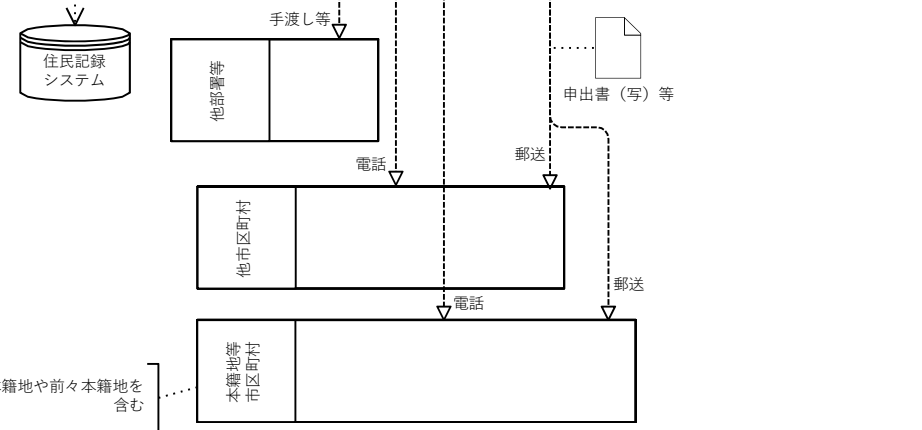 手渡し等
住民記録
システム
他部署等
申出書（写）等
電話
郵送
他市区町村
郵送
電話
本籍地等
市区町村
籍地や前々本籍地を
含む